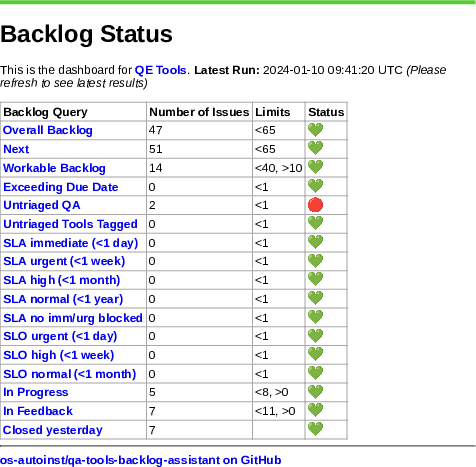 Backlog Status
This is the dashboard for QE Tools. Latest Run: 2024-01-10 09:41:20 UTC (Please
refresh to see latest results)
Backlog Query Number of Issues Limits Status
Overall Backlog 47 <65 💚
Next 51 <65 💚
Workable Backlog 14 <40, >10 💚
Exceeding Due Date 0 <1 💚
Untriaged QA 2 <1 🔴
Untriaged Tools Tagged 0 <1 💚
SLA immediate (<1 day) 0 <1 💚
SLA urgent (<1 week) 0 <1 💚
SLA high (<1 month) 0 <1 💚
SLA normal (<1 year) 0 <1 💚
SLA no imm/urg blocked 0 <1 💚
SLO urgent (<1 day) 0 <1 💚
SLO high (<1 week) 0 <1 💚
SLO normal (<1 month) 0 <1 💚
In Progress 5 <8, >0 💚
In Feedback 7 <11, >0 💚
Closed yesterday 7 💚
os-autoinst/qa-tools-backlog-assistant on GitHub